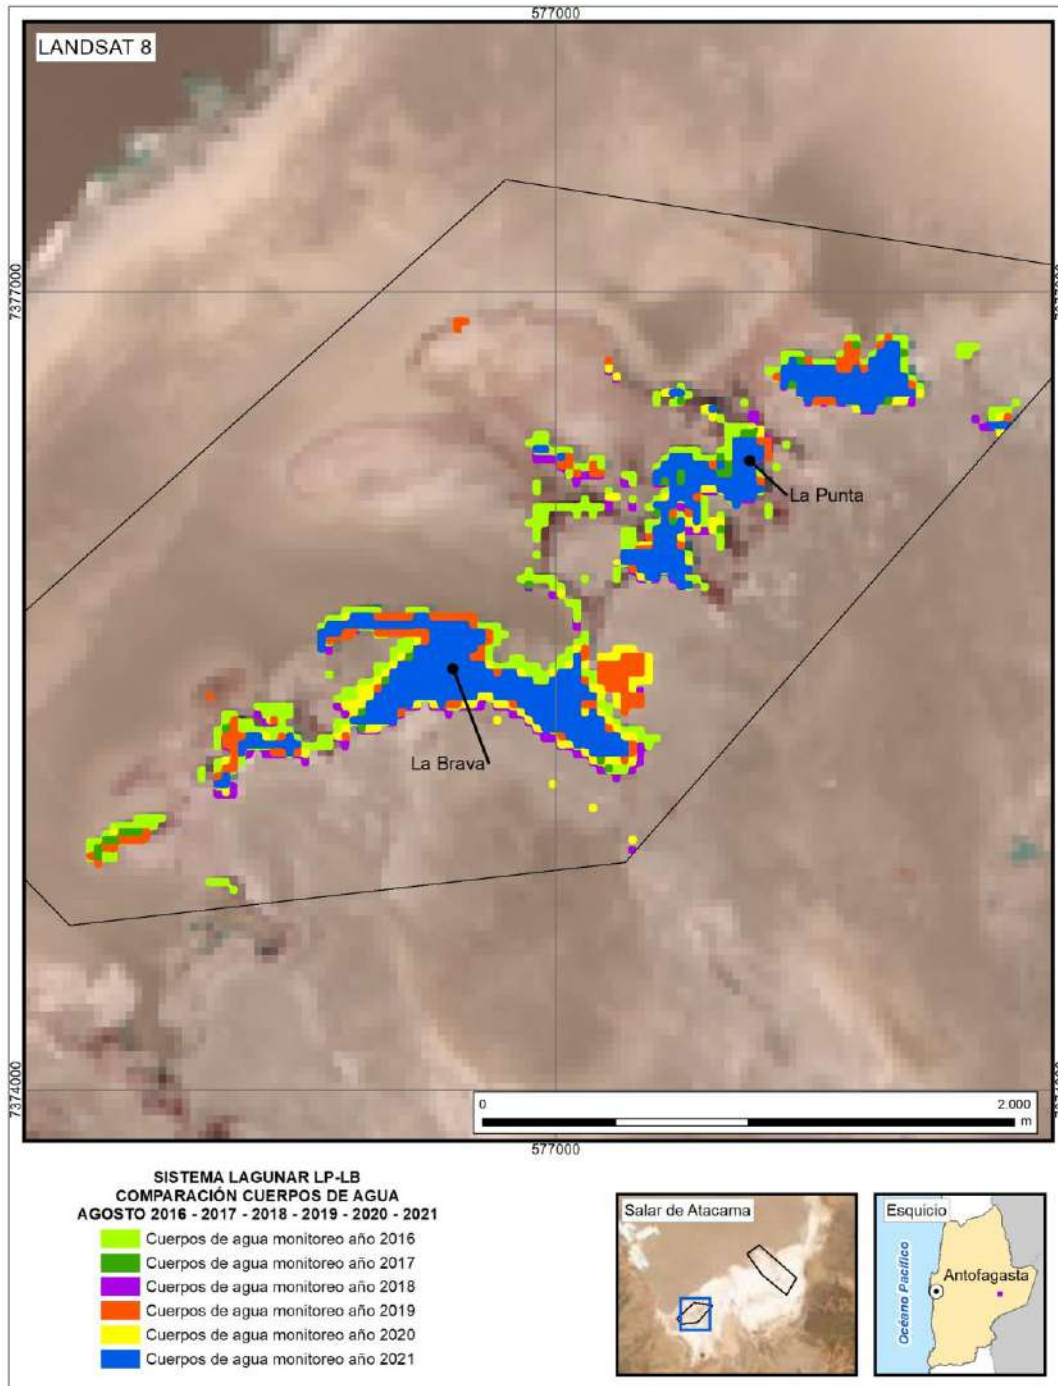 577000
LANDSAT 8
7377000
La Punta
La Brava
7374000
0
2.000
m
577000
SISTEMA LAGUNAR LP-LB
COMPARACIÓN CUERPOS DE AGUA
AGOSTO 2016 - 2017 - 2018 - 2019 - 2020 - 2021
Cuerpos de agua monitoreo año 2016
Cuerpos de agua monitoreo año 2017
Cuerpos de agua monitoreo año 2018
Cuerpos de agua monitoreo año 2019
Cuerpos de agua monitoreo año 2020
Cuerpos de agua monitoreo año 2021
Salar de Atacama
Esquicio
Océano Pacífico
Antofagasta